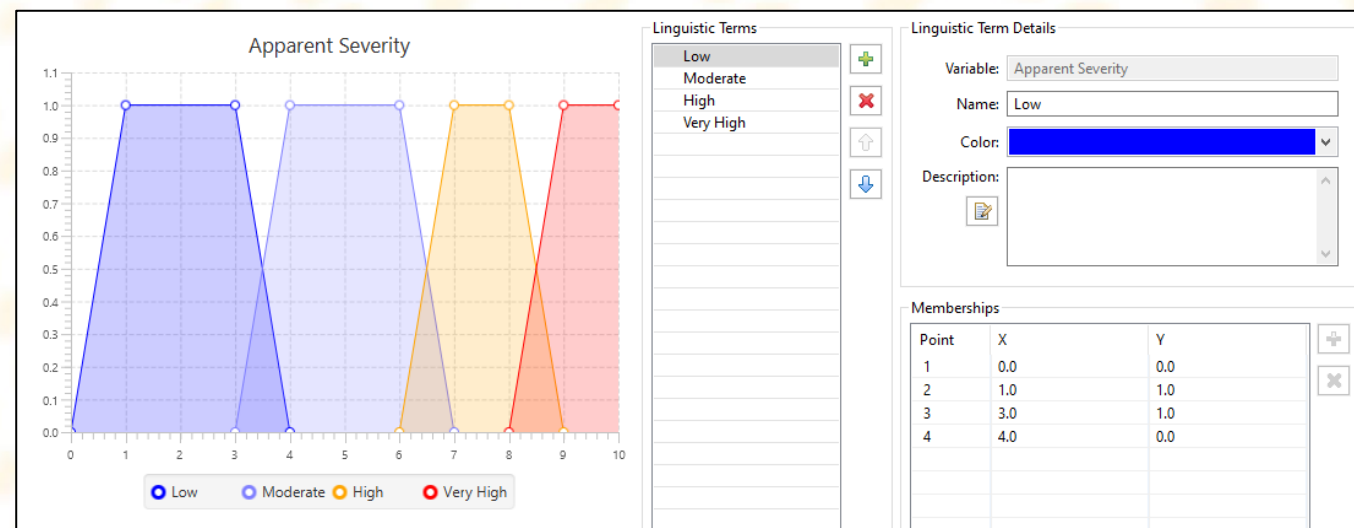 Apparent Severity
1.1
1.0
0.9
0.8
0.7
0.6
0.5
0.4
0.3
0.2
0.1
0.0
0 1 2 3 4 5 6 7 8 9 10
Low Moderate High Very High
Linguistic Terms
Low
Moderate
High
Very High
Linguistic Term Details
Variable: Apparent Severity
Name: Low
Color:
Description:
Memberships
Point X Y
1 0.0 0.0
2 1.0 1.0
3 3.0 1.0
4 4.0 0.0